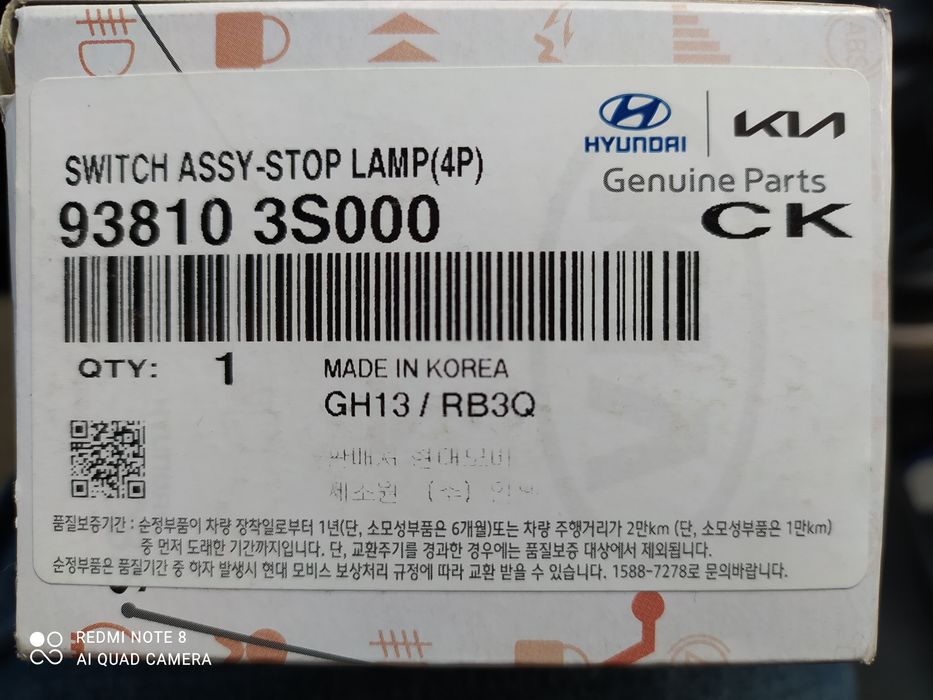 HYUNDAI
KIA
Genuine Parts
SWITCH ASSY-STOP LAMP(4P)
93810 3S000
CK
QTY: 1
MADE IN KOREA
GH13 / RB3Q
제조원 (주)
품질보증기간 : 순정부품이 차량 장착일로부터 1년(단, 소모성부품은 6개월)또는 차량 주행거리가 2만km (단, 소모성부품은 1만km)
중 먼저 도래한 기간까지입니다. 단, 교환주기를 경과한 경우에는 품질보증 대상에서 제외됩니다.
순정부품은 품질기간 중 하자 발생시 현대 모비스 보상처리 규정에 따라 교환 받을 수 있습니다. 1588-7278로 문의바랍니다.
REDMI NOTE 8
AI QUAD CAMERA